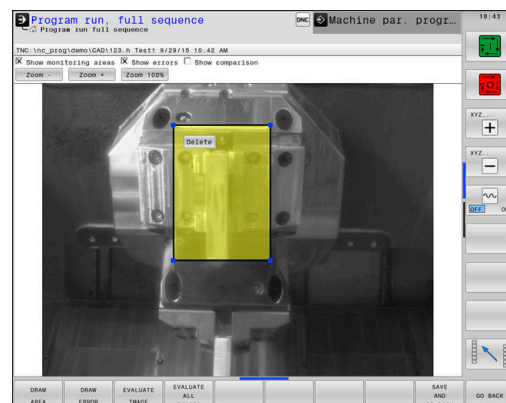 Program run, full sequence
Program run full sequence
DNC
Machine par. progr…
10:43
TNC:\nc_prog\demo\CAD\123.h Test! 9/29/15 10:42 AM
Show monitoring areas Show errors Show comparison
Zoom - Zoom + Zoom 100%
Delete
XYZ..
+
XYZ..
−
OFF
DRAW AREA
DRAW ERROR
EVALUATE IMAGE
EVALUATE ALL
SAVE AND
GO BACK